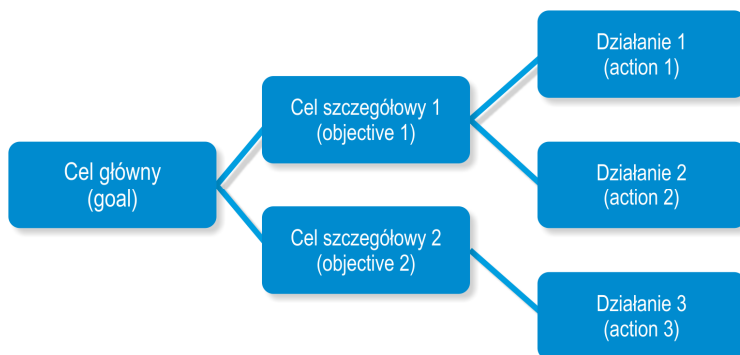 Cel główny
(goal)
Cel szczegółowy 1
(objective 1)
Cel szczegółowy 2
(objective 2)
Działanie 1
(action 1)
Działanie 2
(action 2)
Działanie 3
(action 3)